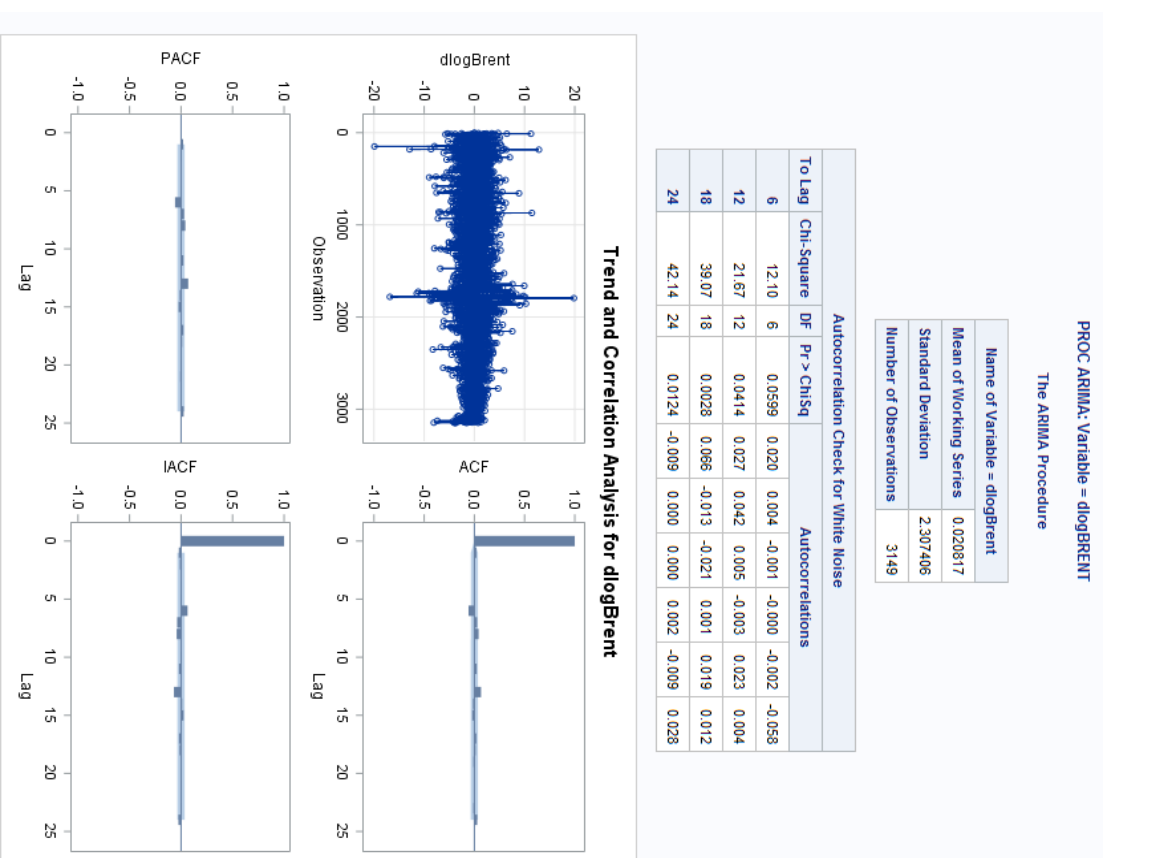 PROC ARIMA: Variable = dlogBRENT
The ARIMA Procedure
Name of Variable = dlogBrent
Mean of Working Series 0.020817
Standard Deviation 2.307406
Number of Observations 3149
Autocorrelation Check for White Noise
To Lag Chi-Square DF Pr > ChiSq Autocorrelations
6 12.10 6 0.0599 0.020 0.004 -0.001 -0.000 -0.002 -0.058
12 21.67 12 0.0414 0.027 0.042 0.005 -0.003 0.023 0.004
18 39.07 18 0.0028 0.066 -0.013 -0.021 0.001 0.019 0.012
24 42.14 24 0.0124 -0.009 0.000 0.000 0.002 -0.009 0.028
Trend and Correlation Analysis for dlogBrent
dlogBrent
20
10
0
-10
-20
0 1000 2000 3000
Observation
ACF
1.0
0.5
0.0
-0.5
-1.0
0 5 10 15 20 25
Lag
PACF
1.0
0.5
0.0
-0.5
-1.0
0 5 10 15 20 25
Lag
IACF
1.0
0.5
0.0
-0.5
-1.0
0 5 10 15 20 25
Lag